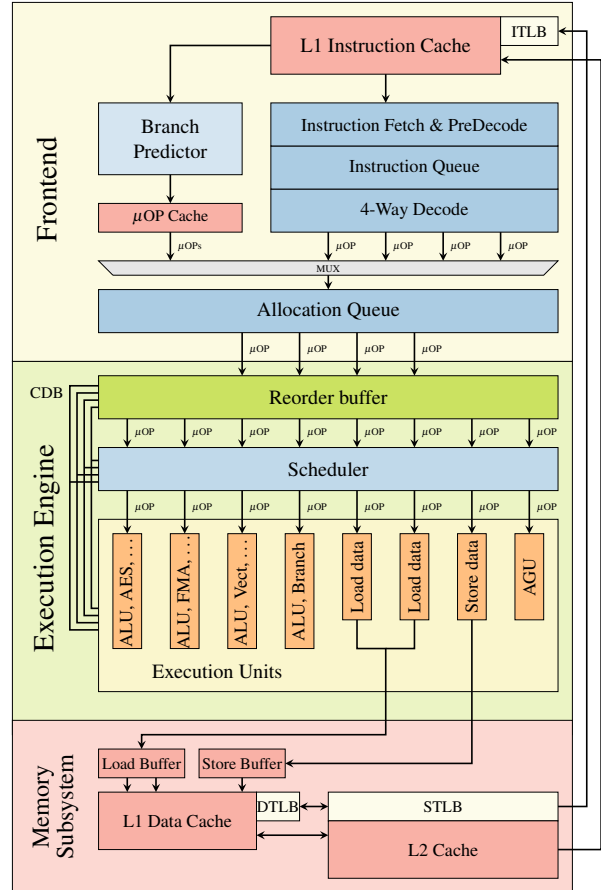 ITLB
L1 Instruction Cache
Frontend
Branch
Predictor
Instruction Fetch & PreDecode
Instruction Queue
4-Way Decode
μOP Cache
μOPs
μOP
μOP
μOP
μOP
MUX
Allocation Queue
μOP
μOP
μOP
μOP
Execution Engine
CDB
Reorder buffer
μOP
μOP
μOP
μOP
μOP
μOP
μOP
μOP
Scheduler
μOP
μOP
μOP
μOP
μOP
μOP
μOP
μOP
ALU, AES, …
ALU, FMA, …
ALU, Vect, …
ALU, Branch
Load data
Load data
Store data
AGU
Execution Units
Memory
Subsystem
Load Buffer
Store Buffer
L1 Data Cache
DTLB
STLB
L2 Cache